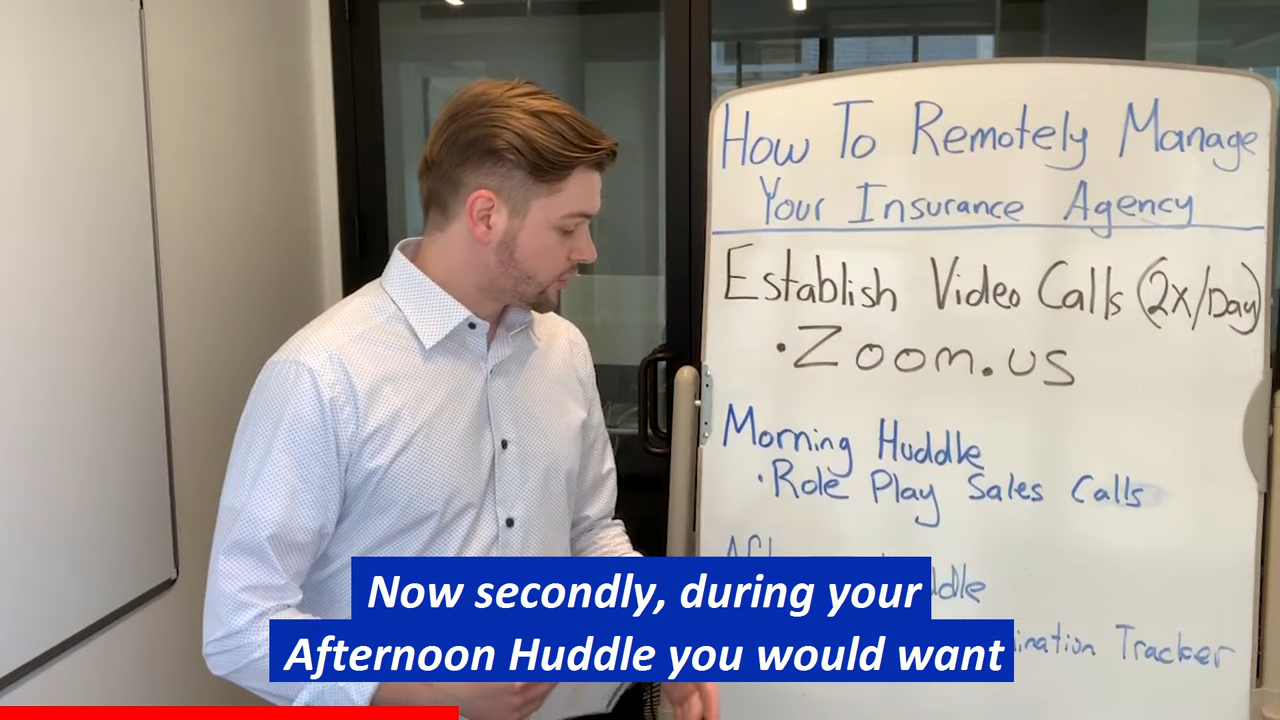 How To Remotely Manage
Your Insurance Agency
Establish Video Calls (2x/Day)
• Zoom.us
Morning Huddle
• Role Play Sales Calls
Tracker
Now secondly, during your
Afternoon Huddle you would want